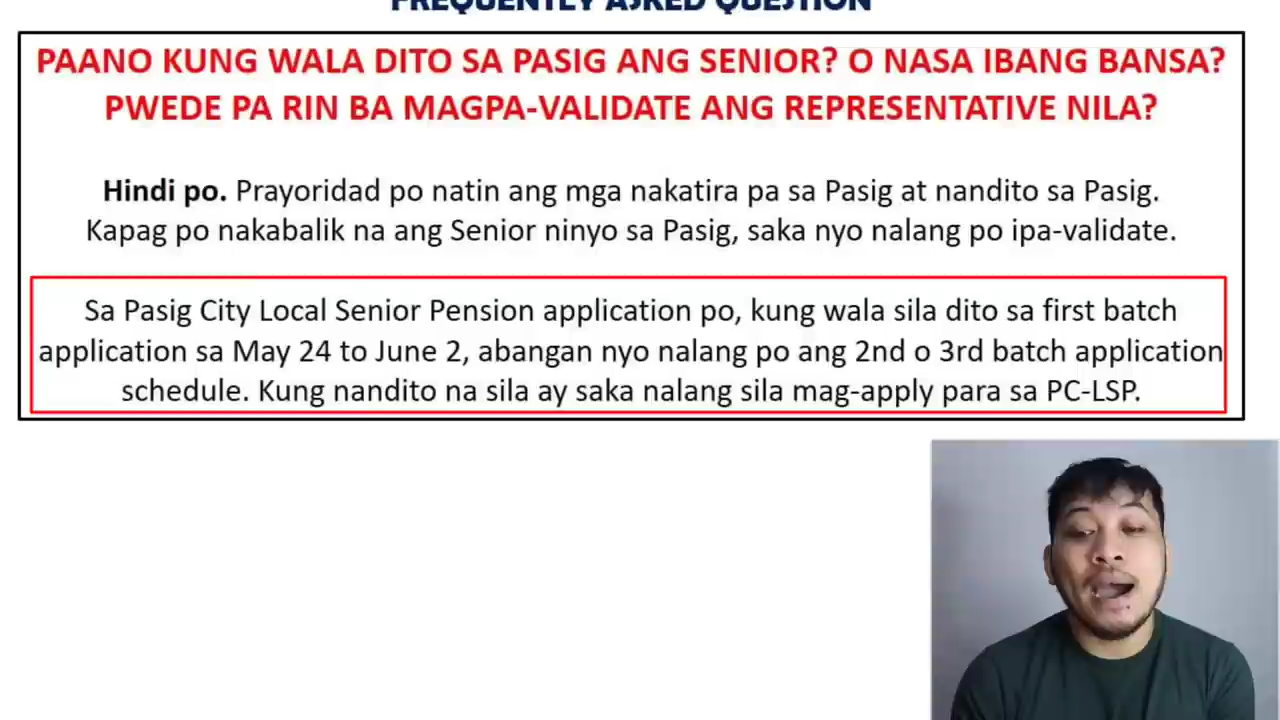 FREQUENTLY ASKED QUESTION
PAANO KUNG WALA DITO SA PASIG ANG SENIOR? O NASA IBANG BANSA?
PWEDE PA RIN BA MAGPA-VALIDATE ANG REPRESENTATIVE NILA?
Hindi po. Prayoridad po natin ang mga nakatira pa sa Pasig at nandito sa Pasig.
Kapag po nakabalik na ang Senior ninyo sa Pasig, saka nyo nalang po ipa-validate.
Sa Pasig City Local Senior Pension application po, kung wala sila dito sa first batch
application sa May 24 to June 2, abangan nyo nalang po ang 2nd o 3rd batch application
schedule. Kung nandito na sila ay saka nalang sila mag-apply para sa PC-LSP.